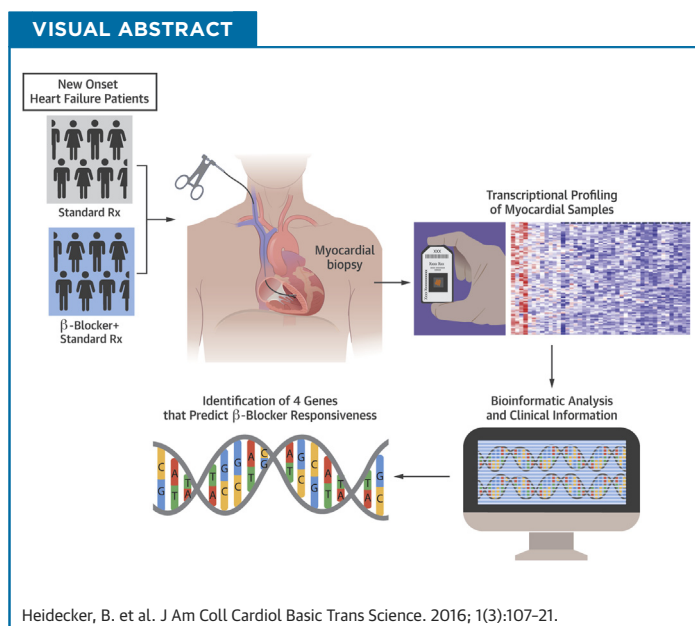 VISUAL ABSTRACT
New Onset
Heart Failure Patients
Standard Rx
β-Blocker+
Standard Rx
Myocardial
biopsy
Transcriptional Profiling
of Myocardial Samples
XXX
Bioinformatic Analysis
and Clinical Information
Identification of 4 Genes
that Predict β-Blocker Responsiveness
Heidecker, B. et al. J Am Coll Cardiol Basic Trans Science. 2016; 1(3):107–21.